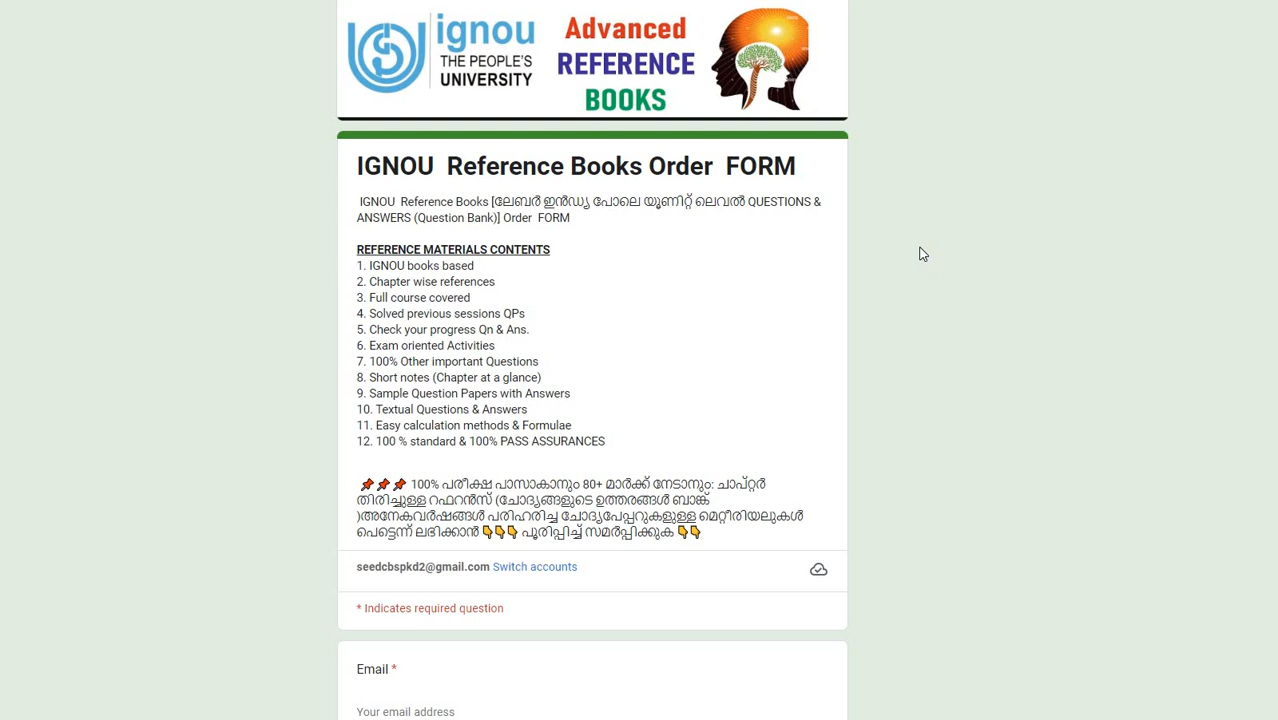 ignou
THE PEOPLE'S
UNIVERSITY
Advanced
REFERENCE
BOOKS
IGNOU Reference Books Order FORM
IGNOU Reference Books [ലേബർ ഇൻഡ്യ പോലെ യൂണിറ്റ് ലെവൽ QUESTIONS &
ANSWERS (Question Bank)] Order FORM
REFERENCE MATERIALS CONTENTS
1. IGNOU books based
2. Chapter wise references
3. Full course covered
4. Solved previous sessions QPs
5. Check your progress Qn & Ans.
6. Exam oriented Activities
7. 100% Other important Questions
8. Short notes (Chapter at a glance)
9. Sample Question Papers with Answers
10. Textual Questions & Answers
11. Easy calculation methods & Formulae
12. 100 % standard & 100% PASS ASSURANCES
📌📌📌 100% പരീക്ഷ പാസാകാനും 80+ മാർക്ക് നേടാനും: ചാപ്റ്റർ
തിരിച്ചുള്ള റഫറൻസ് (ചോദ്യങ്ങളുടെ ഉത്തരങ്ങൾ ബാങ്ക്
)അനേകവർഷങ്ങൾ പരിഹരിച്ച ചോദ്യപേപ്പറുകളുള്ള മെറ്റീരിയലുകൾ
പെട്ടെന്ന് ലഭിക്കാൻ 👇👇👇 പൂരിപ്പിച്ച് സമർപ്പിക്കുക 👇👇
seedcbspkd2@gmail.com Switch accounts
* Indicates required question
Email *
Your email address